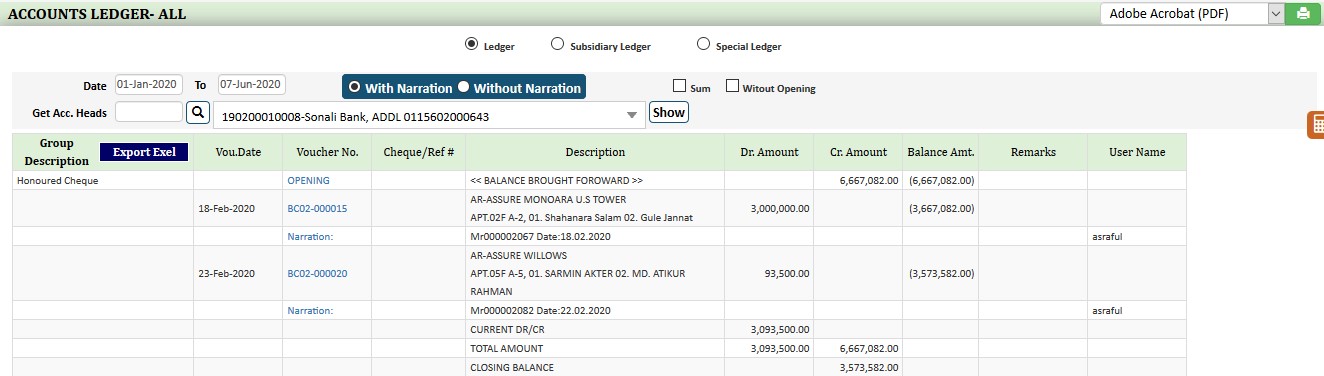 ACCOUNTS LEDGER- ALL
Adobe Acrobat (PDF)
Ledger Subsidiary Ledger Special Ledger
Date 01-Jan-2020 To 07-Jun-2020 With Narration Without Narration Sum Witout Opening
Get Acc. Heads 190200010008-Sonali Bank, ADDL 0115602000643 Show
Group Description Export Exel Vou.Date Voucher No. Cheque/Ref # Description Dr. Amount Cr. Amount Balance Amt. Remarks User Name
Honoured Cheque OPENING << BALANCE BROUGHT FOROWARD >> 6,667,082.00 (6,667,082.00)
18-Feb-2020 BC02-000015 AR-ASSURE MONOARA U.S TOWER 3,000,000.00 (3,667,082.00)
APT.02F A-2, 01. Shahanara Salam 02. Gule Jannat
Narration: Mr000002067 Date:18.02.2020 asraful
AR-ASSURE WILLOWS
23-Feb-2020 BC02-000020 APT.05F A-5, 01. SARMIN AKTER 02. MD. ATIKUR 93,500.00 (3,573,582.00)
RAHMAN
Narration: Mr000002082 Date:22.02.2020 asraful
CURRENT DR/CR 3,093,500.00
TOTAL AMOUNT 3,093,500.00 6,667,082.00
CLOSING BALANCE 3,573,582.00